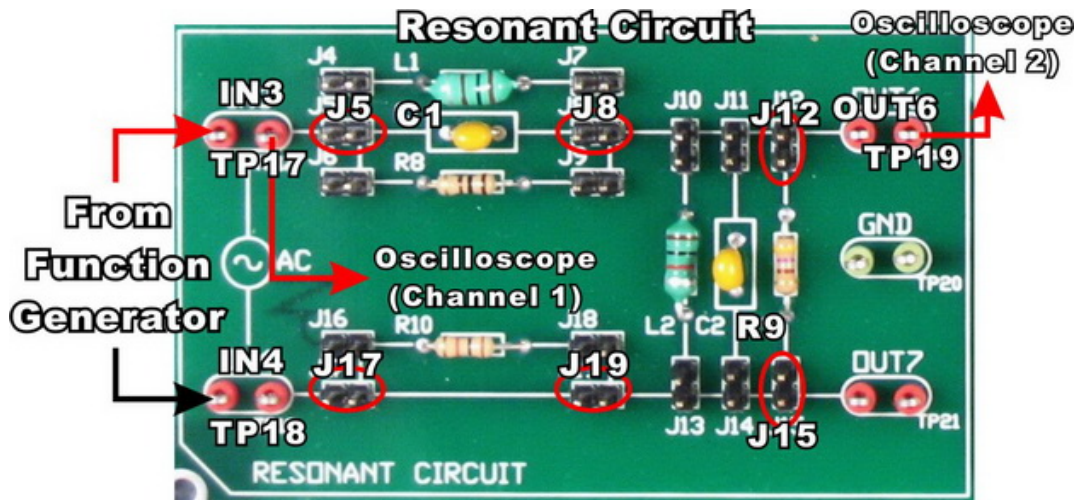 Resonant Circuit
Oscilloscope
(Channel 2)
J4
L1
J7
IN3
J5
C1
J8
J10
J11
J12
OUT6
TP17
J6
R8
J9
TP19
From
Function
Generator
AC
Oscilloscope
(Channel 1)
GND
TP20
J16
R10
J18
L2
C2
R9
IN4
J17
J19
OUT7
TP18
J13
J14
J15
TP21
RESONANT CIRCUIT